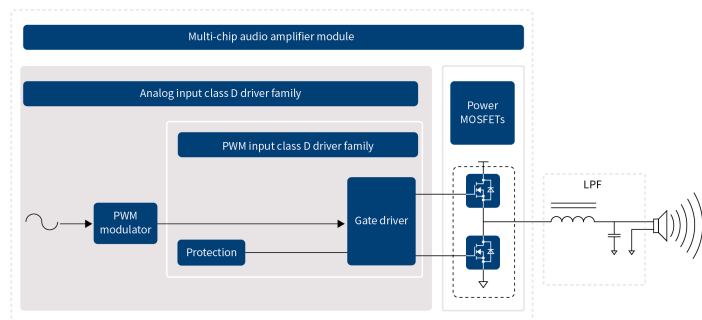 Multi-chip audio amplifier module
Analog input class D driver family
Power
MOSFETs
PWM input class D driver family
LPF
PWM
modulator
Gate driver
Protection